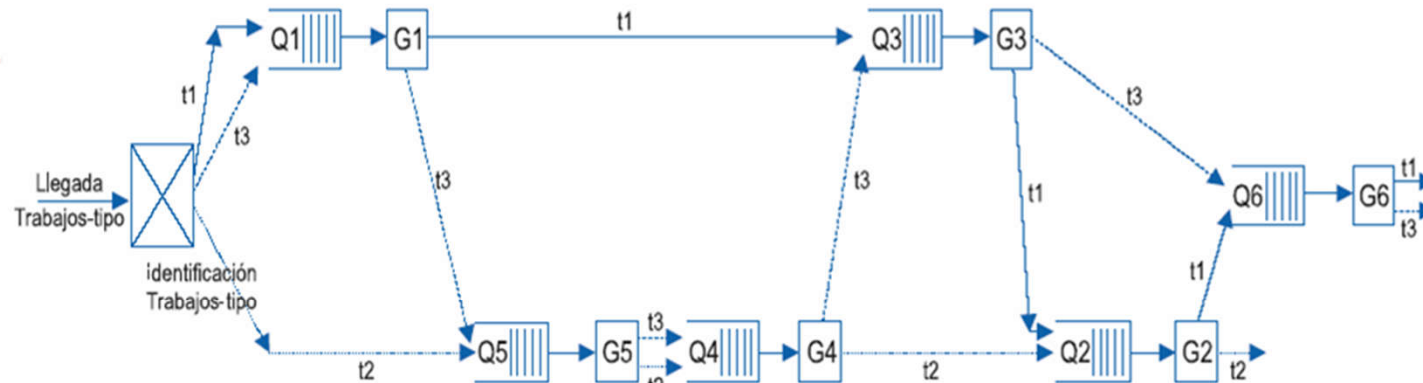 t1
Q1
G1
Q3
G3
t1
t3
t3
Llegada
Trabajos-tipo
t3
t3
t1
Q6
G6
t1
t3
identificación
Trabajos-tipo
t1
t3
Q5
G5
Q4
G4
Q2
G2
t2
t2
t2
t2